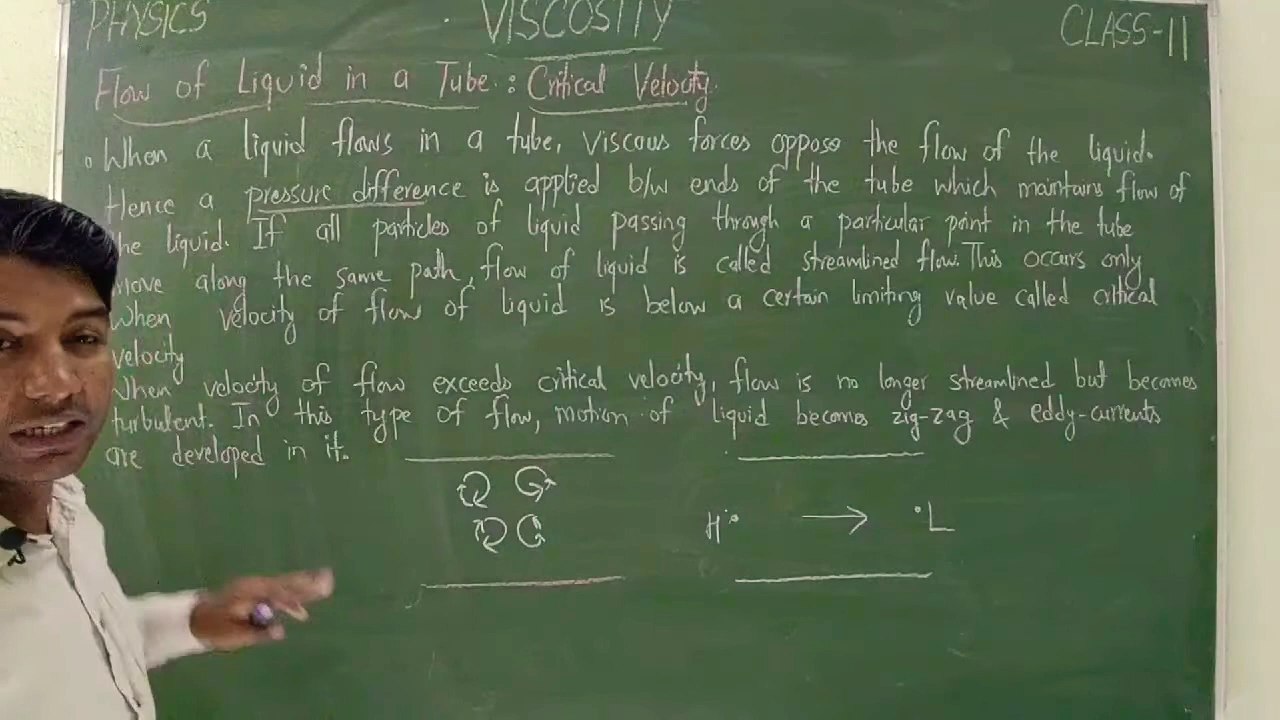 PHYSICS VISCOSITY CLASS-11
Flow of Liquid in a Tube : Critical Velocity.
When a liquid flows in a tube, viscous forces oppose the flow of the liquid.
Hence a pressure difference is applied b/w ends of the tube which maintains flow of
the liquid. If all particles of liquid passing through a particular point in the tube
move along the same path, flow of liquid is called streamlined flow. This occurs only
when velocity of flow of liquid is below a certain limiting value called critical
velocity
When velocity of flow exceeds critical velocity, flow is no longer streamlined but becomes
turbulent. In this type of flow, motion of liquid becomes zig-zag & eddy-currents
are developed in it.
H → L